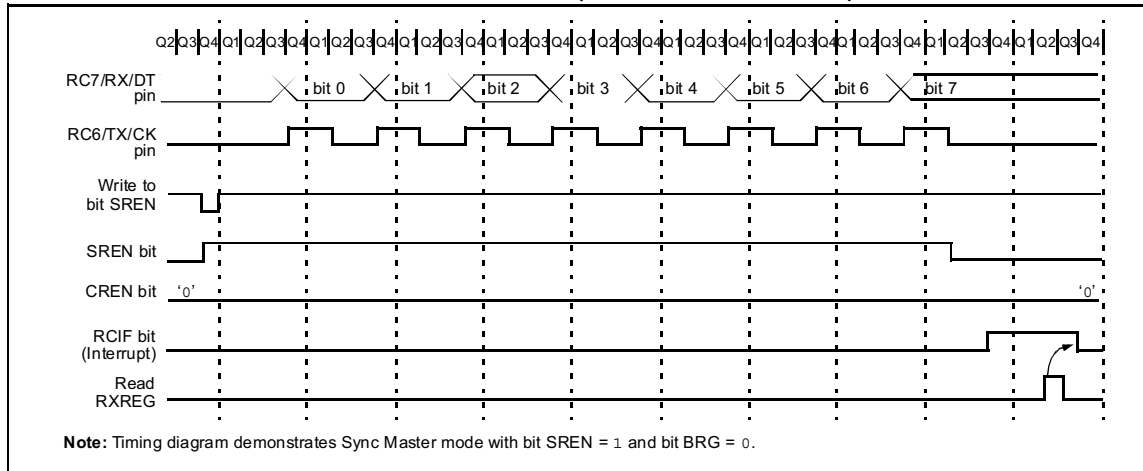 Q2 Q3 Q4 Q1 Q2 Q3 Q4 Q1 Q2 Q3 Q4 Q1 Q2 Q3 Q4 Q1 Q2 Q3 Q4 Q1 Q2 Q3 Q4 Q1 Q2 Q3 Q4 Q1 Q2 Q3 Q4 Q1 Q2 Q3 Q4 Q1 Q2 Q3 Q4 Q1 Q2 Q3 Q4
RC7/RX/DT
pin
bit 0 bit 1 bit 2 bit 3 bit 4 bit 5 bit 6 bit 7
RC6/TX/CK
pin
Write to
bit SREN
SREN bit
CREN bit ‘0’ ‘0’
RCIF bit
(Interrupt)
Read
RXREG
Note: Timing diagram demonstrates Sync Master mode with bit SREN = 1 and bit BRG = 0.